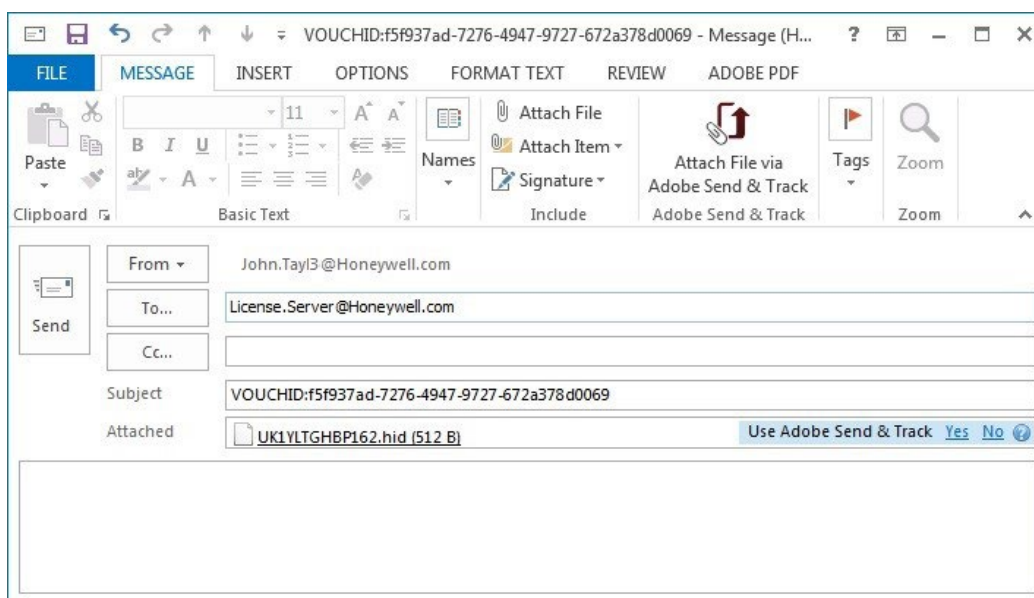 VOUCHID:f5f937ad-7276-4947-9727-672a378d0069 - Message (H...
FILE MESSAGE INSERT OPTIONS FORMAT TEXT REVIEW ADOBE PDF
Paste
Clipboard
11
B I U
A
Basic Text
Names
Attach File
Attach Item
Signature
Include
Attach File via
Adobe Send & Track
Adobe Send & Track
Tags
Zoom
Zoom
Send
From John.Tayl3@Honeywell.com
To... License.Server@Honeywell.com
Cc...
Subject VOUCHID:f5f937ad-7276-4947-9727-672a378d0069
Attached UK1YLTGHBP162.hid (512 B) Use Adobe Send & Track Yes No